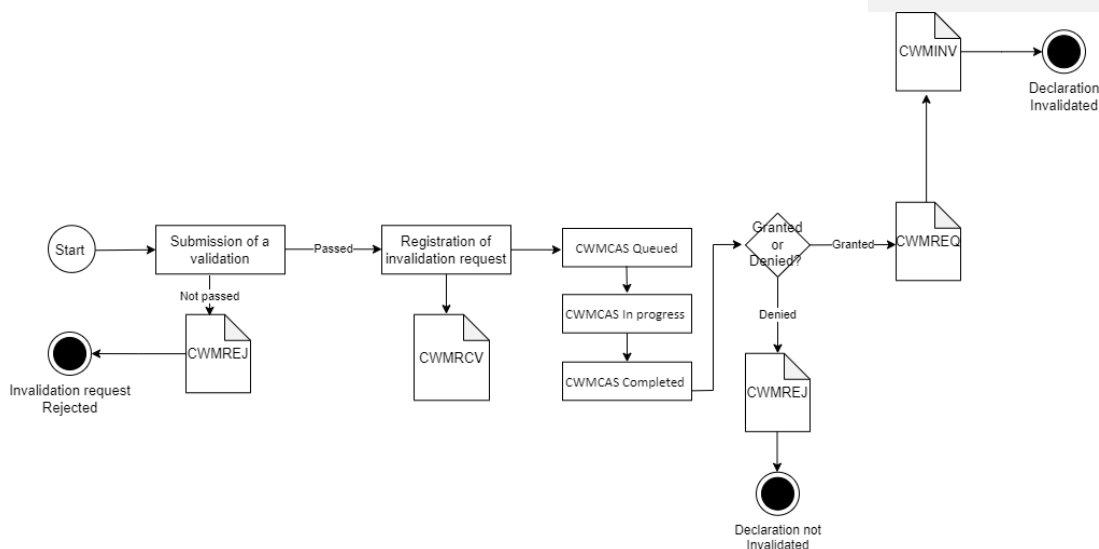 CWMINV
Declaration
Invalidated
Start
Submission of a
validation
Passed
Registration of
invalidation request
CWMCAS Queued
Granted
or
Denied?
Granted
CWMREQ
Not passed
CWMCAS In progress
Denied
CWMREJ
CWMRCV
CWMCAS Completed
Invalidation request
Rejected
CWMREJ
Declaration not
Invalidated